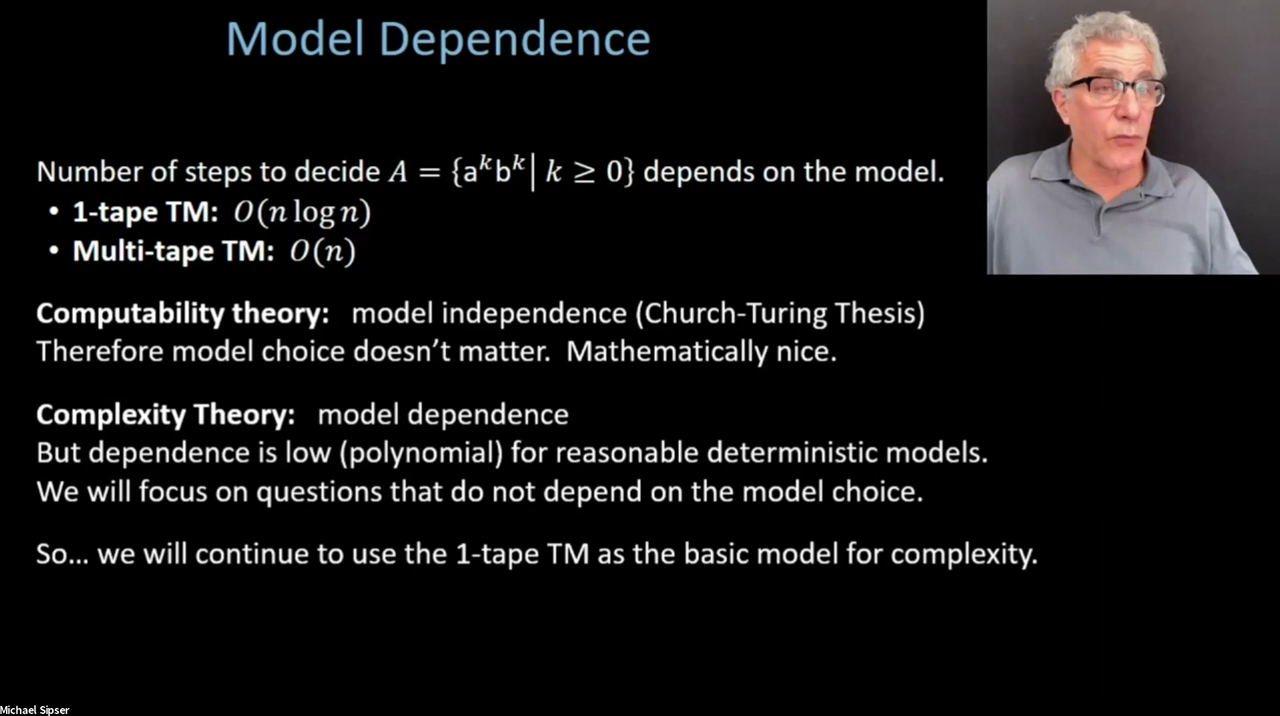 Model Dependence
Number of steps to decide A = {aᵏbᵏ| k ≥ 0} depends on the model.
• 1-tape TM: O(n log n)
• Multi-tape TM: O(n)
Computability theory: model independence (Church-Turing Thesis)
Therefore model choice doesn’t matter. Mathematically nice.
Complexity Theory: model dependence
But dependence is low (polynomial) for reasonable deterministic models.
We will focus on questions that do not depend on the model choice.
So... we will continue to use the 1-tape TM as the basic model for complexity.
Michael Sipser